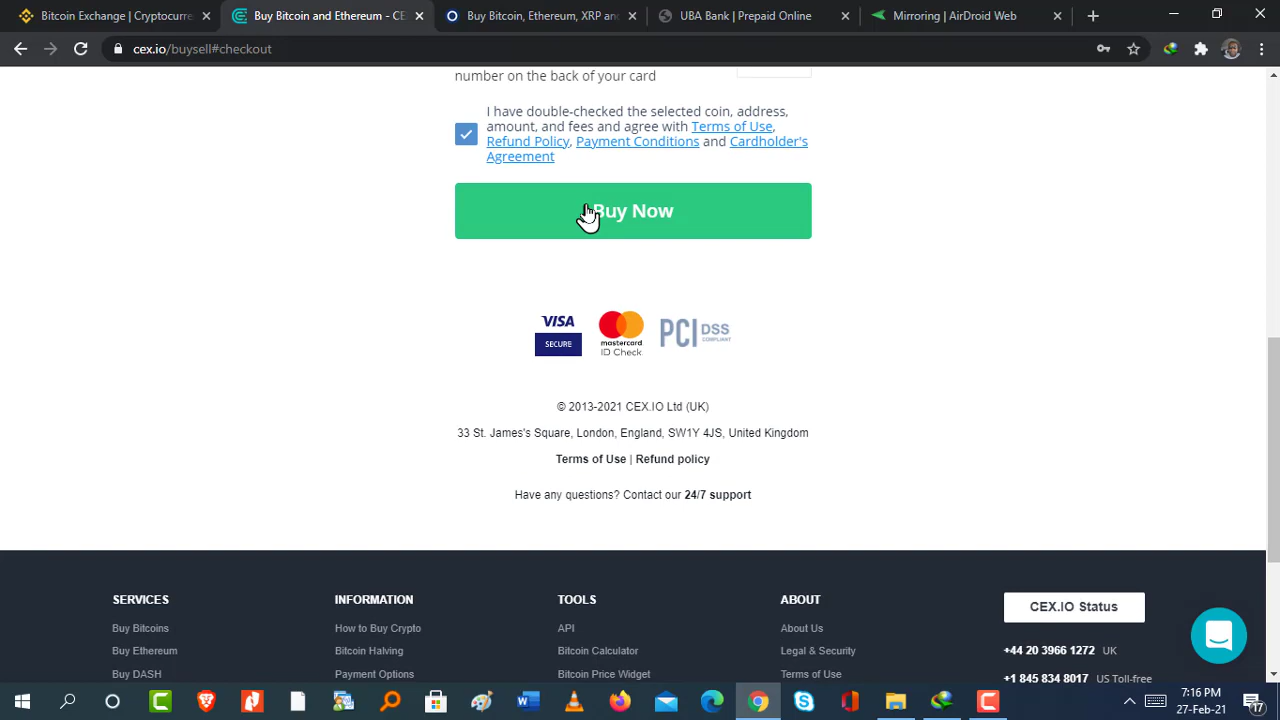 Bitcoin Exchange | Cryptocurren
Buy Bitcoin and Ethereum - CE
Buy Bitcoin, Ethereum, XRP and
UBA Bank | Prepaid Online
Mirroring | AirDroid Web
cex.io/buysell#checkout
number on the back of your card
I have double-checked the selected coin, address,
amount, and fees and agree with Terms of Use,
Refund Policy, Payment Conditions and Cardholder's
Agreement
Buy Now
VISA
SECURE
mastercard
ID Check
PCI DSS
COMPLIANT
© 2013-2021 CEX.IO Ltd (UK)
33 St. James's Square, London, England, SW1Y 4JS, United Kingdom
Terms of Use | Refund policy
Have any questions? Contact our 24/7 support
SERVICES
Buy Bitcoins
Buy Ethereum
Buy DASH
INFORMATION
How to Buy Crypto
Bitcoin Halving
Payment Options
TOOLS
API
Bitcoin Calculator
Bitcoin Price Widget
ABOUT
About Us
Legal & Security
Terms of Use
CEX.IO Status
+44 20 3966 1272 UK
+1 845 834 8017 US Toll-free
7:16 PM
27-Feb-21
17